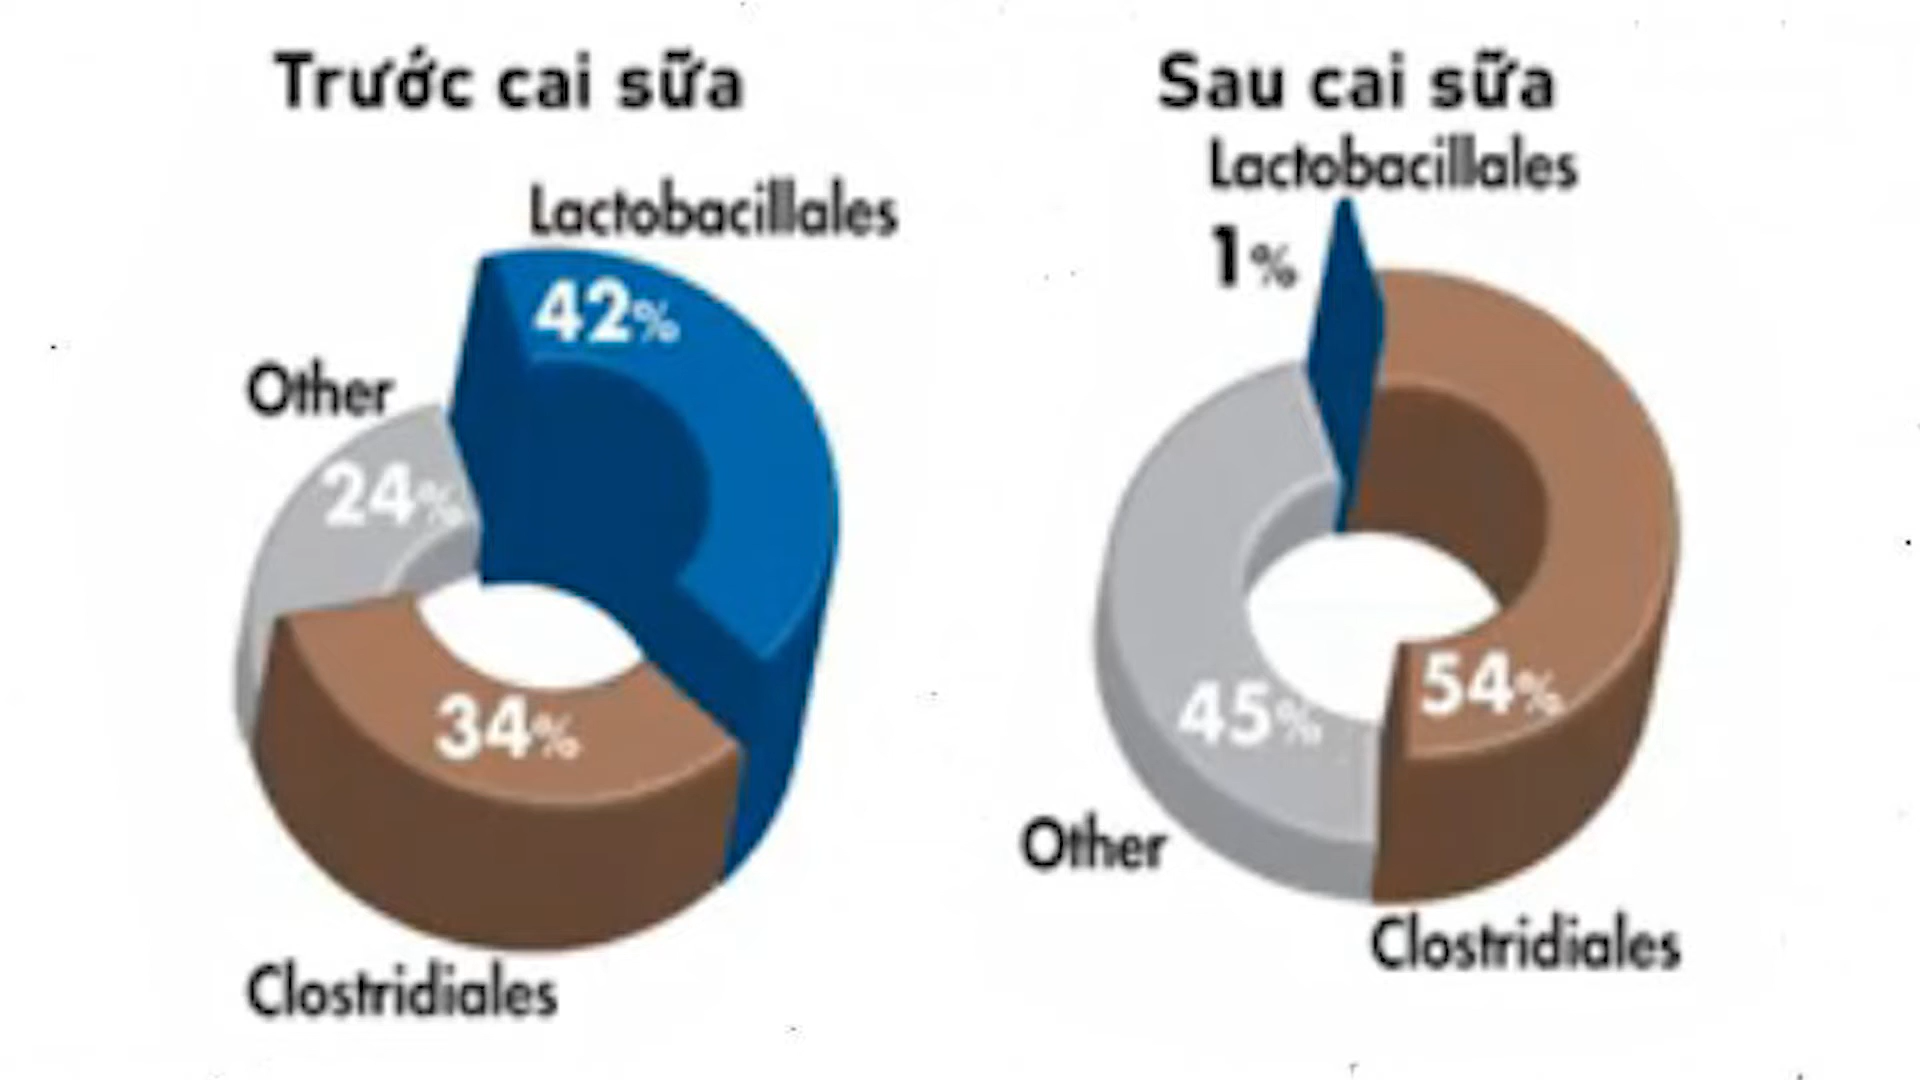 Trước cai sữa
Lactobacillales
42%
Other
24%
34%
Clostridiales
Sau cai sữa
Lactobacillales
1%
54%
45%
Other
Clostridiales